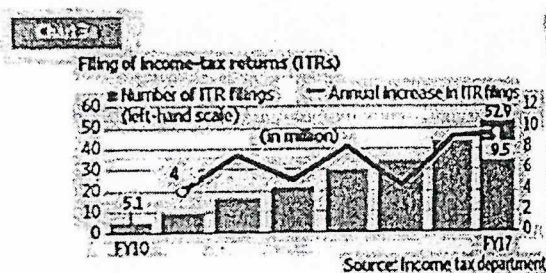 Chart 3
Filing of income-tax returns (ITRs)
Number of ITR filings
(left-hand scale)
Annual increase in ITR filings
(in million)
60
50
40
30
20
10
0
12
10
8
6
4
2
0
5.1
4
52.9
9.5
FY10
FY17
Source: Income tax department